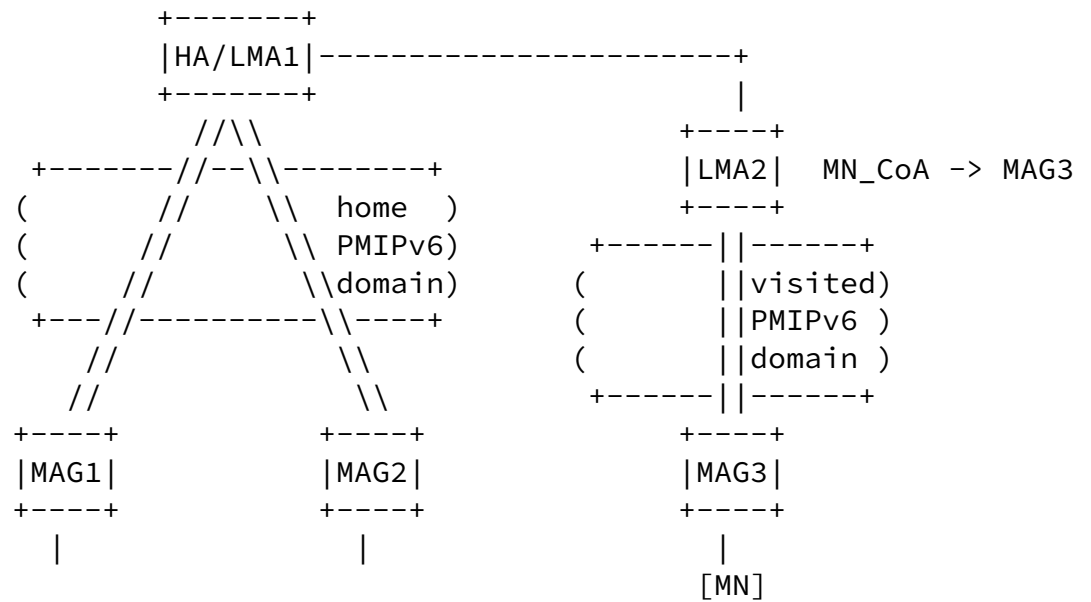 HA/LMA1
LMA2 MN_CoA -> MAG3
home
PMIPv6
domain
visited
PMIPv6
domain
MAG1 MAG2 MAG3
[MN]